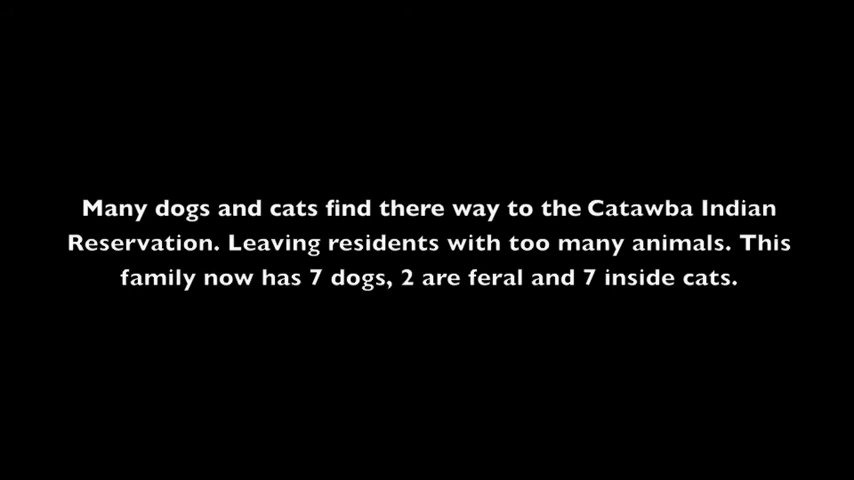 Many dogs and cats find there way to the Catawba Indian
Reservation. Leaving residents with too many animals. This
family now has 7 dogs, 2 are feral and 7 inside cats.